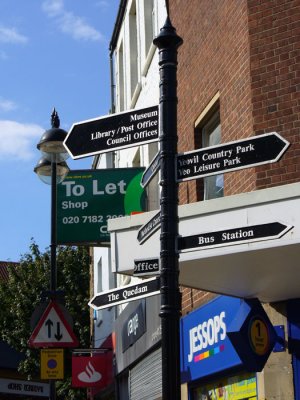 Museum
Library/Post Office
Council Offices
Yeovil Country Park
Yeo Leisure Park
To Let
Shop
020 7182
Bus Station
Office
The Quedam
JESSOPS
1